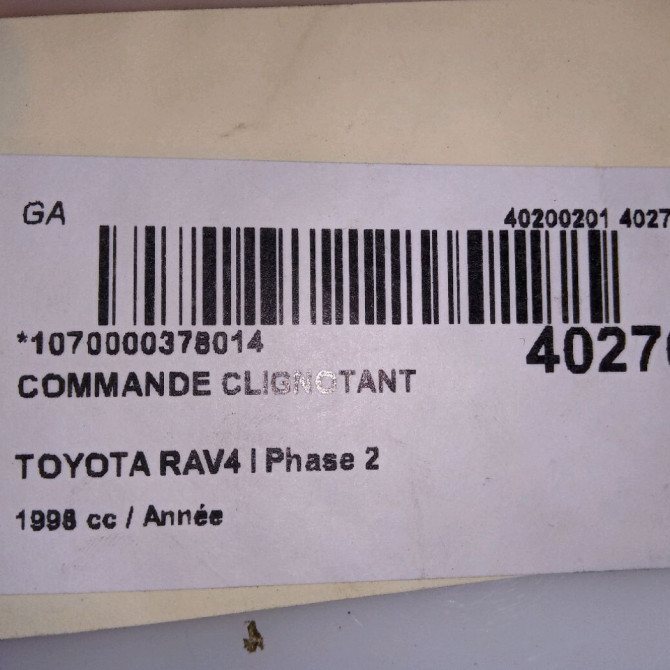 GA
40200201 4027
*1070000378014
4027
COMMANDE CLIGNOTANT
TOYOTA RAV4 I Phase 2
1998 cc / Année